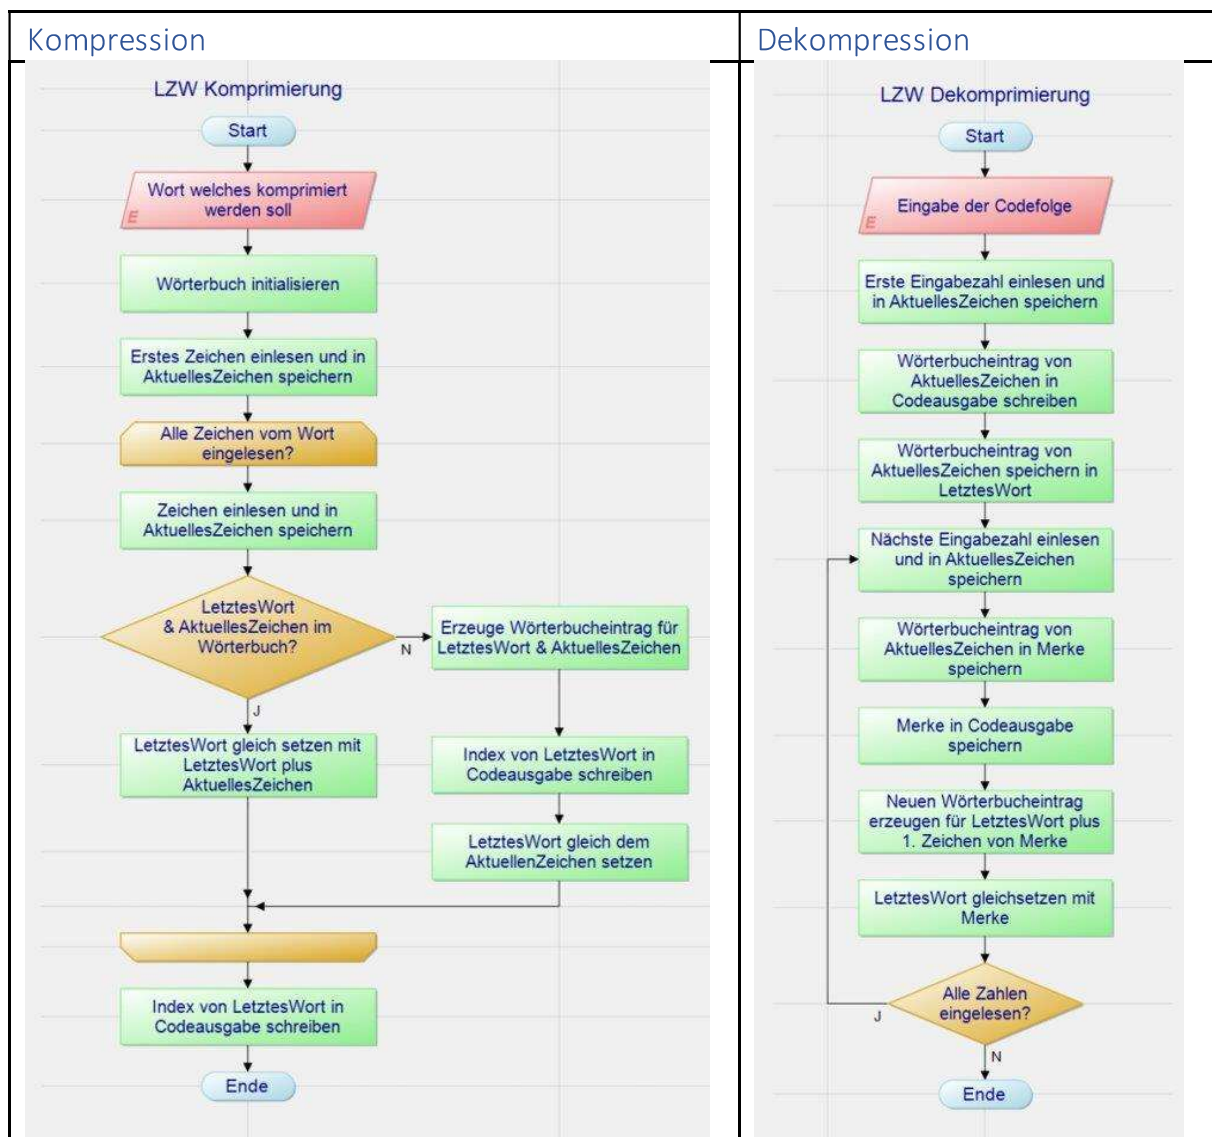 Kompression
LZW Komprimierung
Start
Wort welches komprimiert
werden soll
E
Wörterbuch initialisieren
Erstes Zeichen einlesen und in
AktuellesZeichen speichern
Alle Zeichen vom Wort
eingelesen?
Zeichen einlesen und in
AktuellesZeichen speichern
LetztesWort
& AktuellesZeichen im
Wörterbuch?
N
Erzeuge Wörterbucheintrag für
LetztesWort & AktuellesZeichen
J
LetztesWort gleich setzen mit
LetztesWort plus
AktuellesZeichen
Index von LetztesWort in
Codeausgabe schreiben
LetztesWort gleich dem
AktuellenZeichen setzen
Index von LetztesWort in
Codeausgabe schreiben
Ende
Dekompression
LZW Dekomprimierung
Start
Eingabe der Codefolge
E
Erste Eingabezahl einlesen und
in AktuellesZeichen speichern
Wörterbucheintrag von
AktuellesZeichen in
Codeausgabe schreiben
Wörterbucheintrag von
AktuellesZeichen speichern in
LetztesWort
Nächste Eingabezahl einlesen
und in AktuellesZeichen
speichern
Wörterbucheintrag von
AktuellesZeichen in Merke
speichern
Merke in Codeausgabe
speichern
Neuen Wörterbucheintrag
erzeugen für LetztesWort plus
1. Zeichen von Merke
LetztesWort gleichsetzen mit
Merke
Alle Zahlen
eingelesen?
J
N
Ende